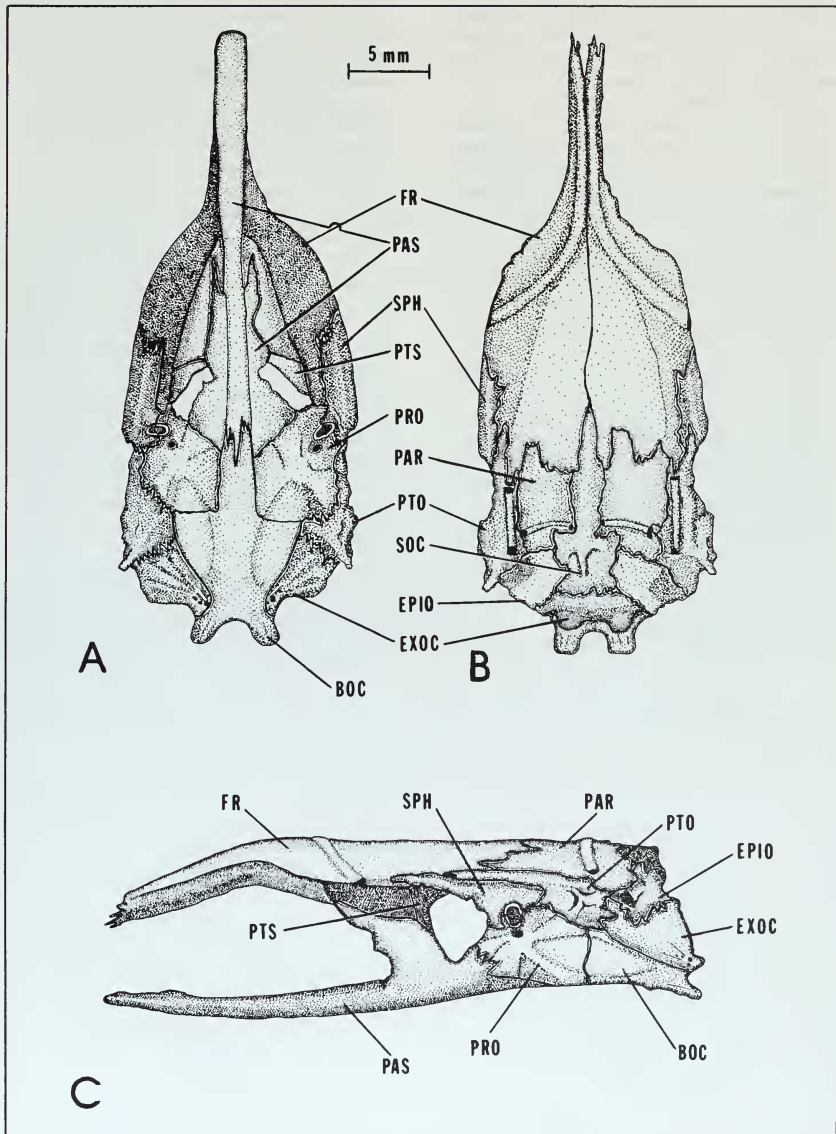 5 mm
FR
PAS
SPH
PTS
PRO
PAR
PTO
SOC
EPIO
EXOC
BOC
A
B
FR
SPH
PAR
PTO
EPIO
EXOC
PTS
PAS
PRO
BOC
C